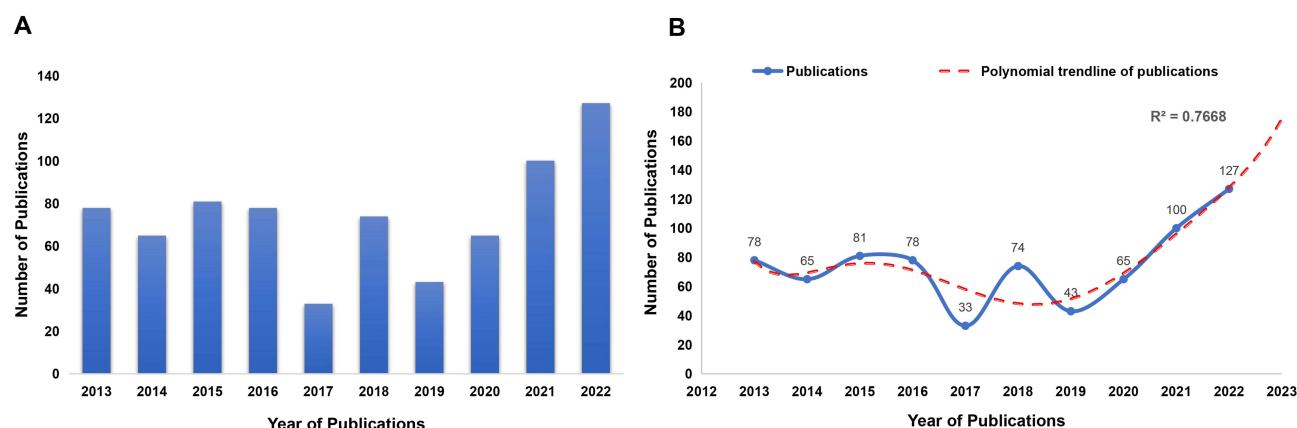 A
Number of Publications
140
120
100
80
60
40
20
0
2013 2014 2015 2016 2017 2018 2019 2020 2021 2022
Year of Publications
B
Publications Polynomial trendline of publications
R² = 0.7668
Number of Publications
200
180
160
140
120
100
80
60
40
20
0
78 65 81 78 33 74 43 65 100 127
2012 2013 2014 2015 2016 2017 2018 2019 2020 2021 2022 2023
Year of Publications